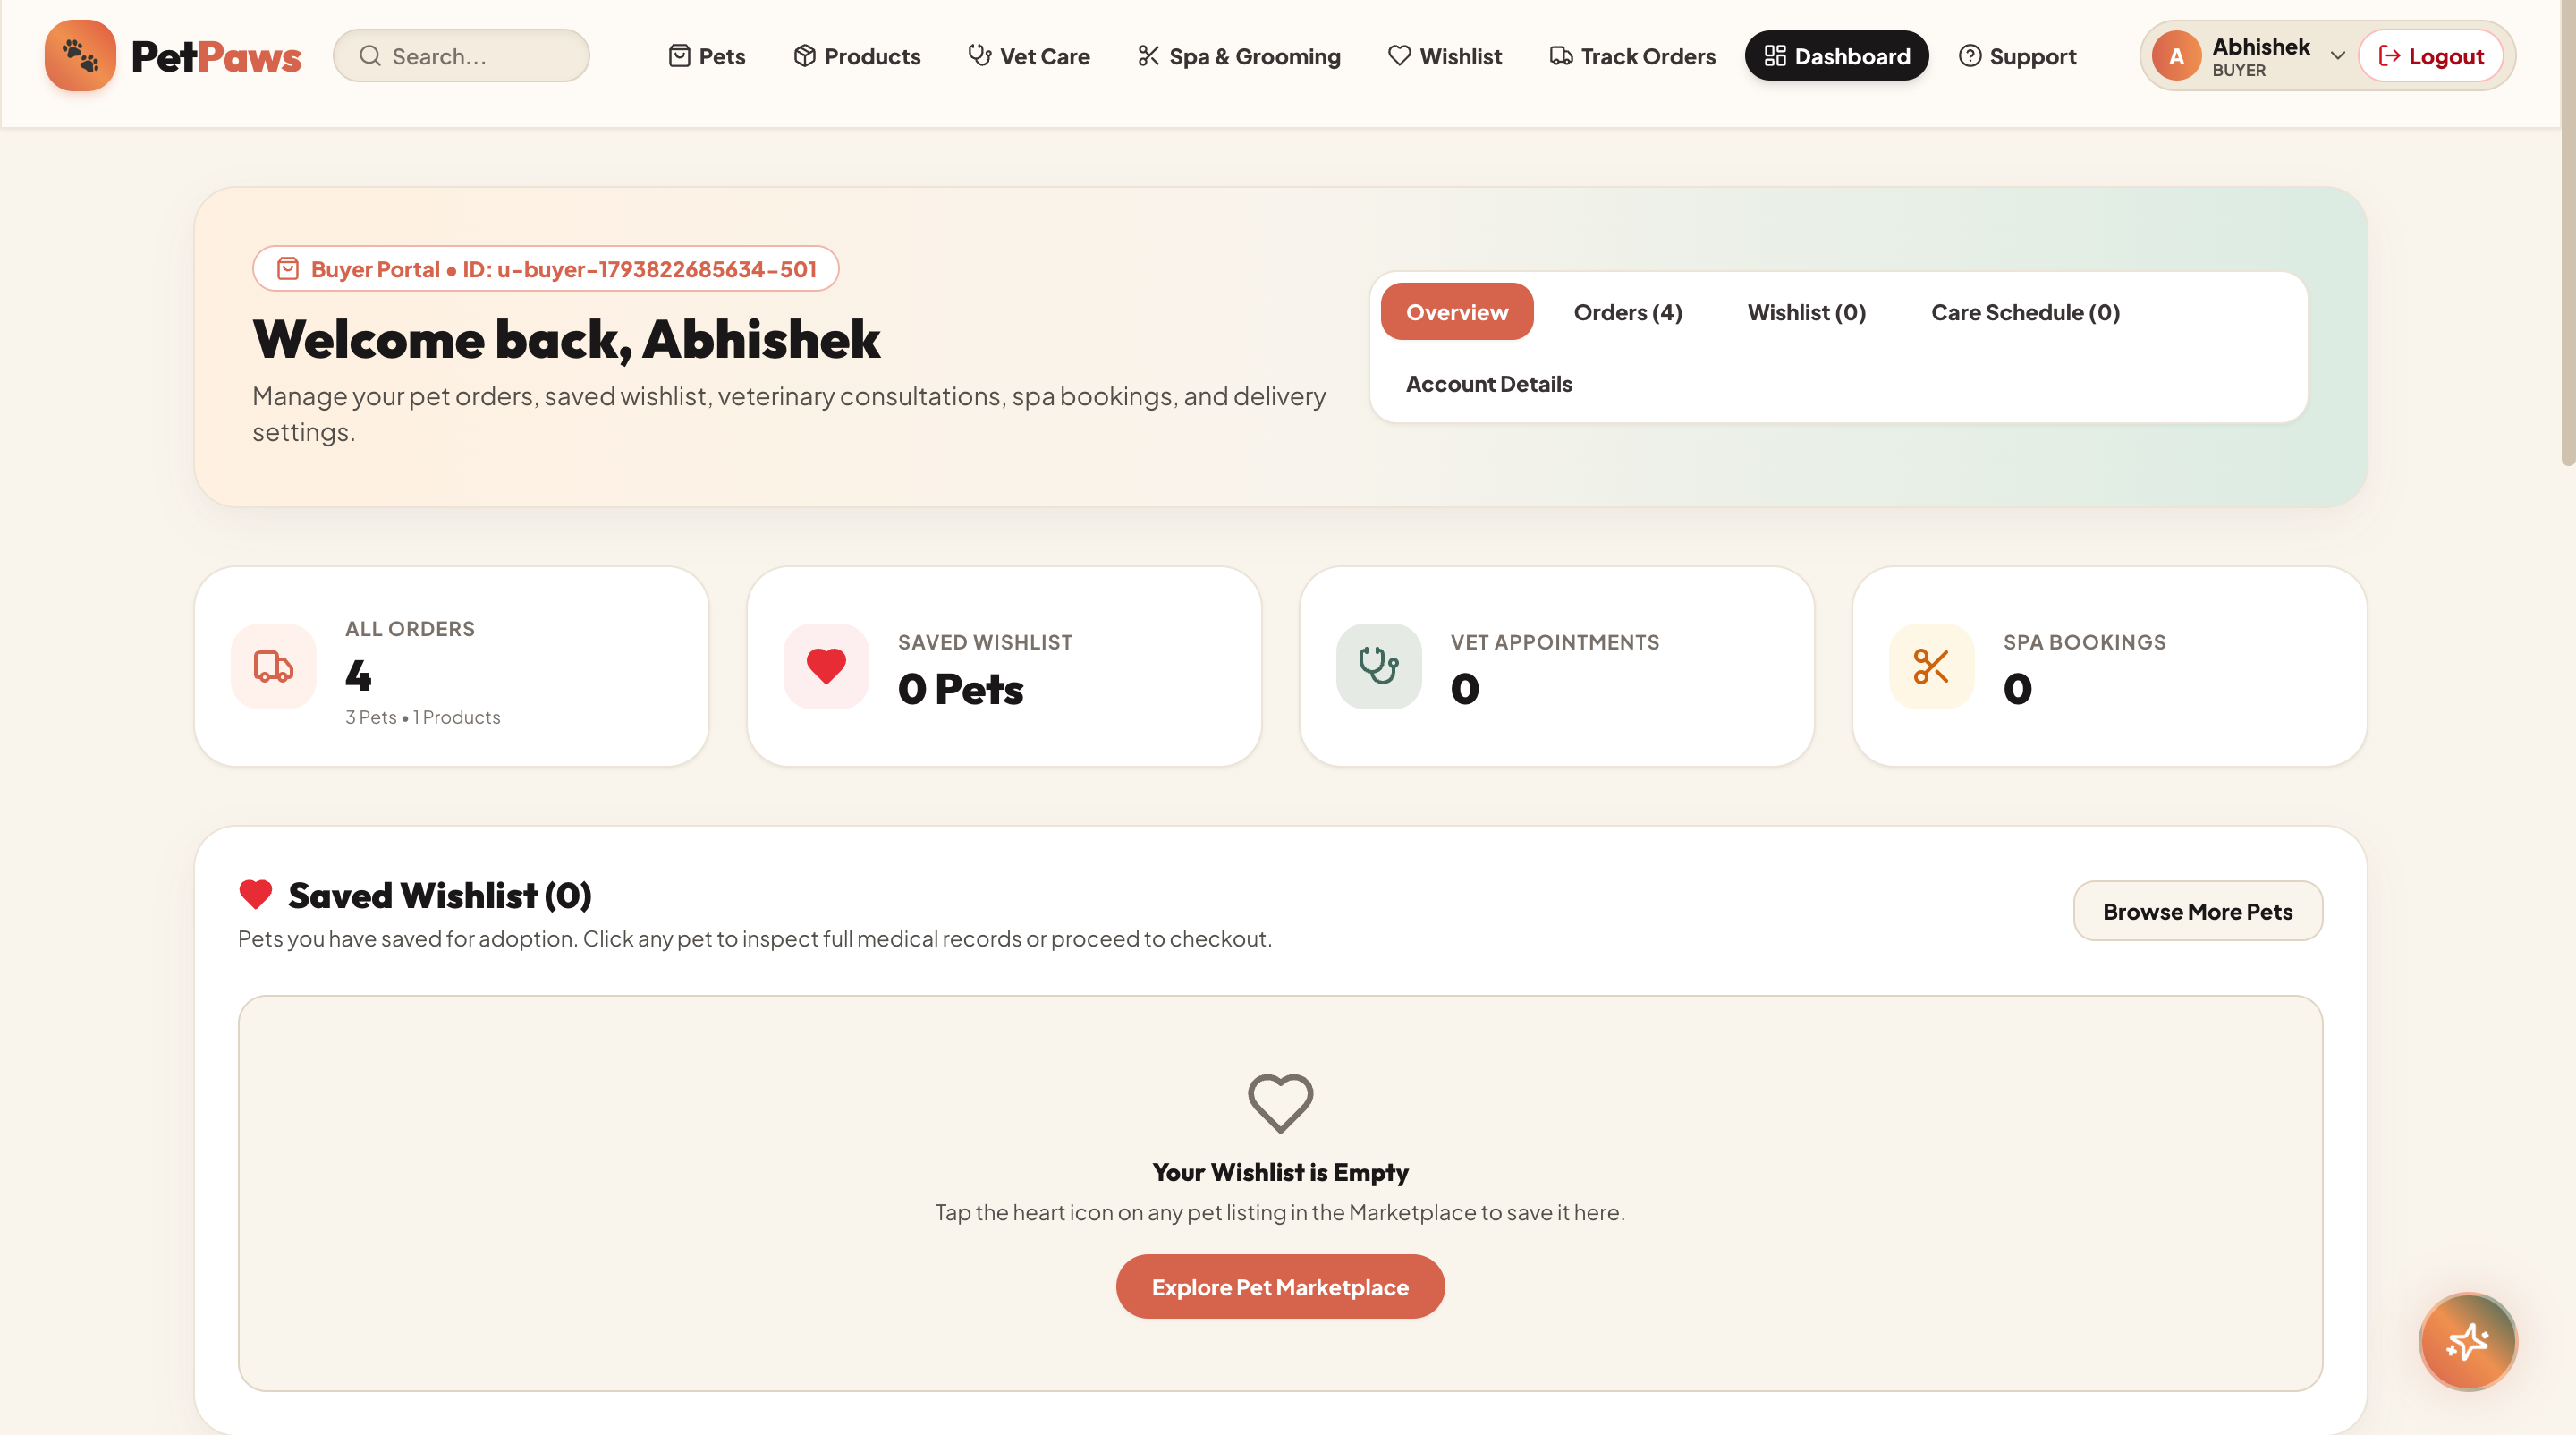 PetPaws
Search...
Pets
Products
Vet Care
Spa & Grooming
Wishlist
Track Orders
Dashboard
Support
A
Abhishek
BUYER
Logout
Buyer Portal • ID: u-buyer-1793822685634-501
Welcome back, Abhishek
Manage your pet orders, saved wishlist, veterinary consultations, spa bookings, and delivery
settings.
Overview
Orders (4)
Wishlist (0)
Care Schedule (0)
Account Details
ALL ORDERS
4
3 Pets • 1 Products
SAVED WISHLIST
0 Pets
VET APPOINTMENTS
0
SPA BOOKINGS
0
Saved Wishlist (0)
Pets you have saved for adoption. Click any pet to inspect full medical records or proceed to checkout.
Browse More Pets
Your Wishlist is Empty
Tap the heart icon on any pet listing in the Marketplace to save it here.
Explore Pet Marketplace